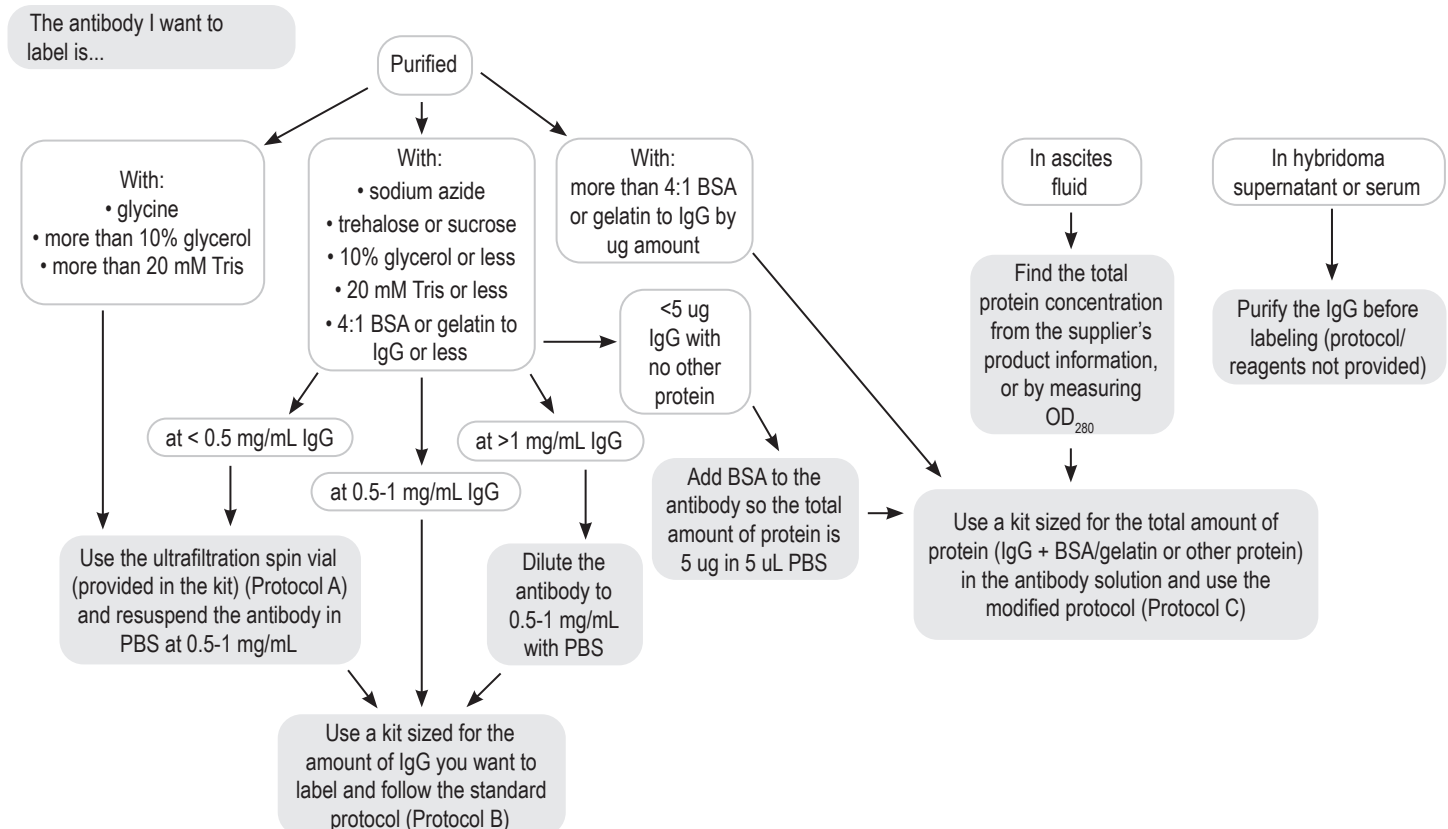 The antibody I want to
label is...
Purified
With:
• glycine
• more than 10% glycerol
• more than 20 mM Tris
With:
• sodium azide
• trehalose or sucrose
• 10% glycerol or less
• 20 mM Tris or less
• 4:1 BSA or gelatin to
IgG or less
With:
more than 4:1 BSA
or gelatin to IgG by
ug amount
<5 ug
IgG with
no other
protein
In ascites
fluid
In hybridoma
supernatant or serum
Find the total
protein concentration
from the supplier's
product information,
or by measuring
OD280
Purify the IgG before
labeling (protocol/
reagents not provided)
at < 0.5 mg/mL IgG
at 0.5-1 mg/mL IgG
at >1 mg/mL IgG
Add BSA to the
antibody so the total
amount of protein is
5 ug in 5 uL PBS
Use a kit sized for the total amount of
protein (IgG + BSA/gelatin or other protein)
in the antibody solution and use the
modified protocol (Protocol C)
Use the ultrafiltration spin vial
(provided in the kit) (Protocol A)
and resuspend the antibody in
PBS at 0.5-1 mg/mL
Dilute the
antibody to
0.5-1 mg/mL
with PBS
Use a kit sized for the
amount of IgG you want to
label and follow the standard
protocol (Protocol B)